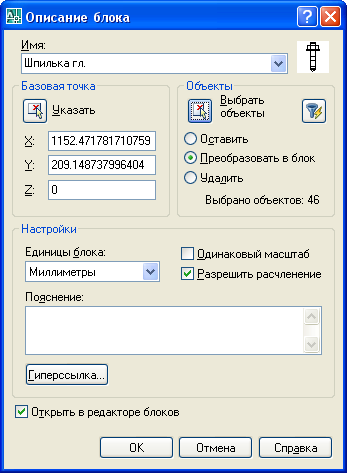 Описание блока
Имя:
Шпилька гл.
Базовая точка
Указать
X: 1152.471781710759
Y: 209.148737996404
Z: 0
Объекты
Выбрать
объекты
Оставить
Преобразовать в блок
Удалить
Выбрано объектов: 46
Настройки
Единицы блока:
Миллиметры
Одинаковый масштаб
Разрешить расчленение
Пояснение:
Гиперссылка...
Открыть в редакторе блоков
OK Отмена Справка